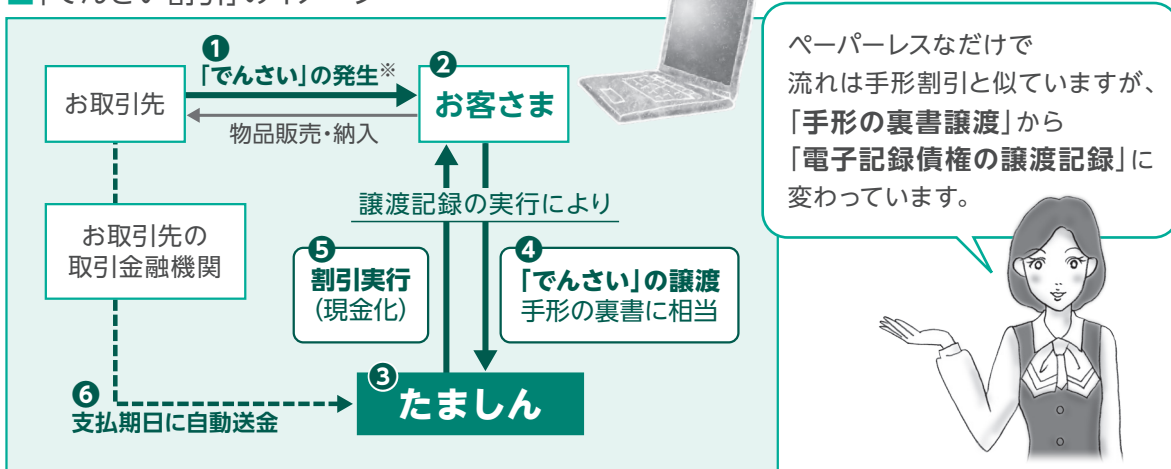 ■「でんさい割引」のイメージ
❶
「でんさい」の発生※
お取引先
❷
お客さま
物品販売・納入
譲渡記録の実行により
お取引先の
取引金融機関
❺
割引実行
(現金化)
❹
「でんさい」の譲渡
手形の裏書に相当
❸
たましん
❻
支払期日に自動送金
ペーパーレスなだけで
流れは手形割引と似ていますが、
「手形の裏書譲渡」から
「電子記録債権の譲渡記録」に
変わっています。